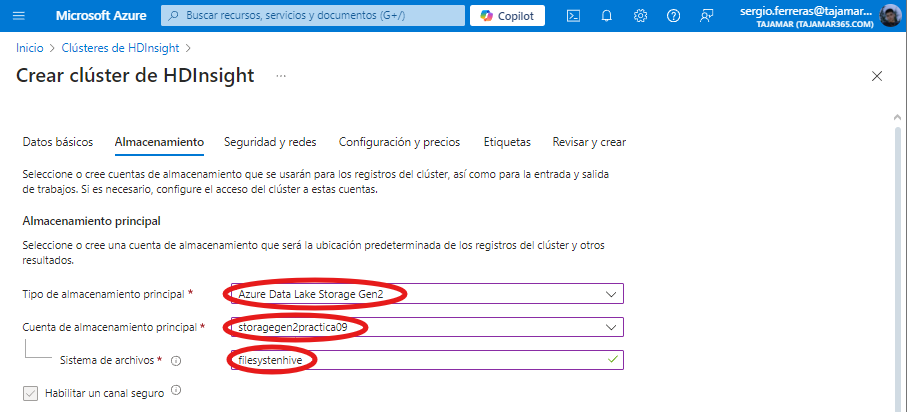 Microsoft Azure
Buscar recursos, servicios y documentos (G+/)
Copilot
sergio.ferreras@tajamar...
TAJAMAR (TAJAMAR365.COM)
Inicio > Clústeres de HDInsight >
Crear clúster de HDInsight ...
Datos básicos Almacenamiento Seguridad y redes Configuración y precios Etiquetas Revisar y crear
Seleccione o cree cuentas de almacenamiento que se usarán para los registros del clúster, así como para la entrada y salida
de trabajos. Si es necesario, configure el acceso del clúster a estas cuentas.
Almacenamiento principal
Seleccione o cree una cuenta de almacenamiento que será la ubicación predeterminada de los registros del clúster y otros
resultados.
Tipo de almacenamiento principal * Azure Data Lake Storage Gen2
Cuenta de almacenamiento principal * storagegen2practica09
Sistema de archivos * filesystenhive
Habilitar un canal seguro